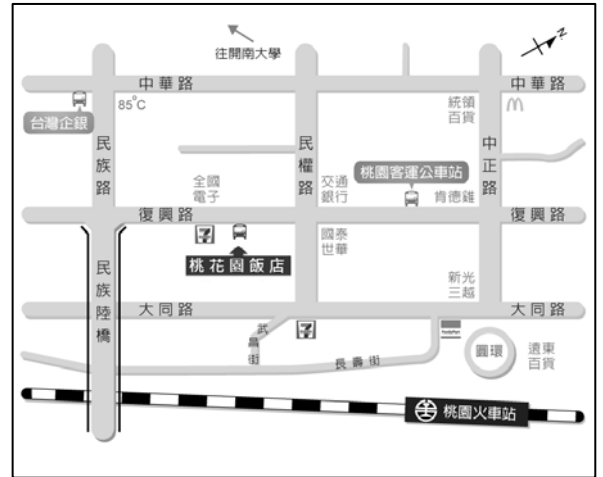 往開南大學
N
中華路
中華路
85°C
台灣企銀
統領
百貨
民族路
民權路
中正路
全國
電子
交通
銀行
桃園客運公車站
肯德雞
復興路
復興路
7
國泰
世華
桃花園飯店
民族陸橋
新光
三越
大同路
大同路
武昌街
7
FamilyMart
長壽街
圓環
遠東
百貨
桃園火車站